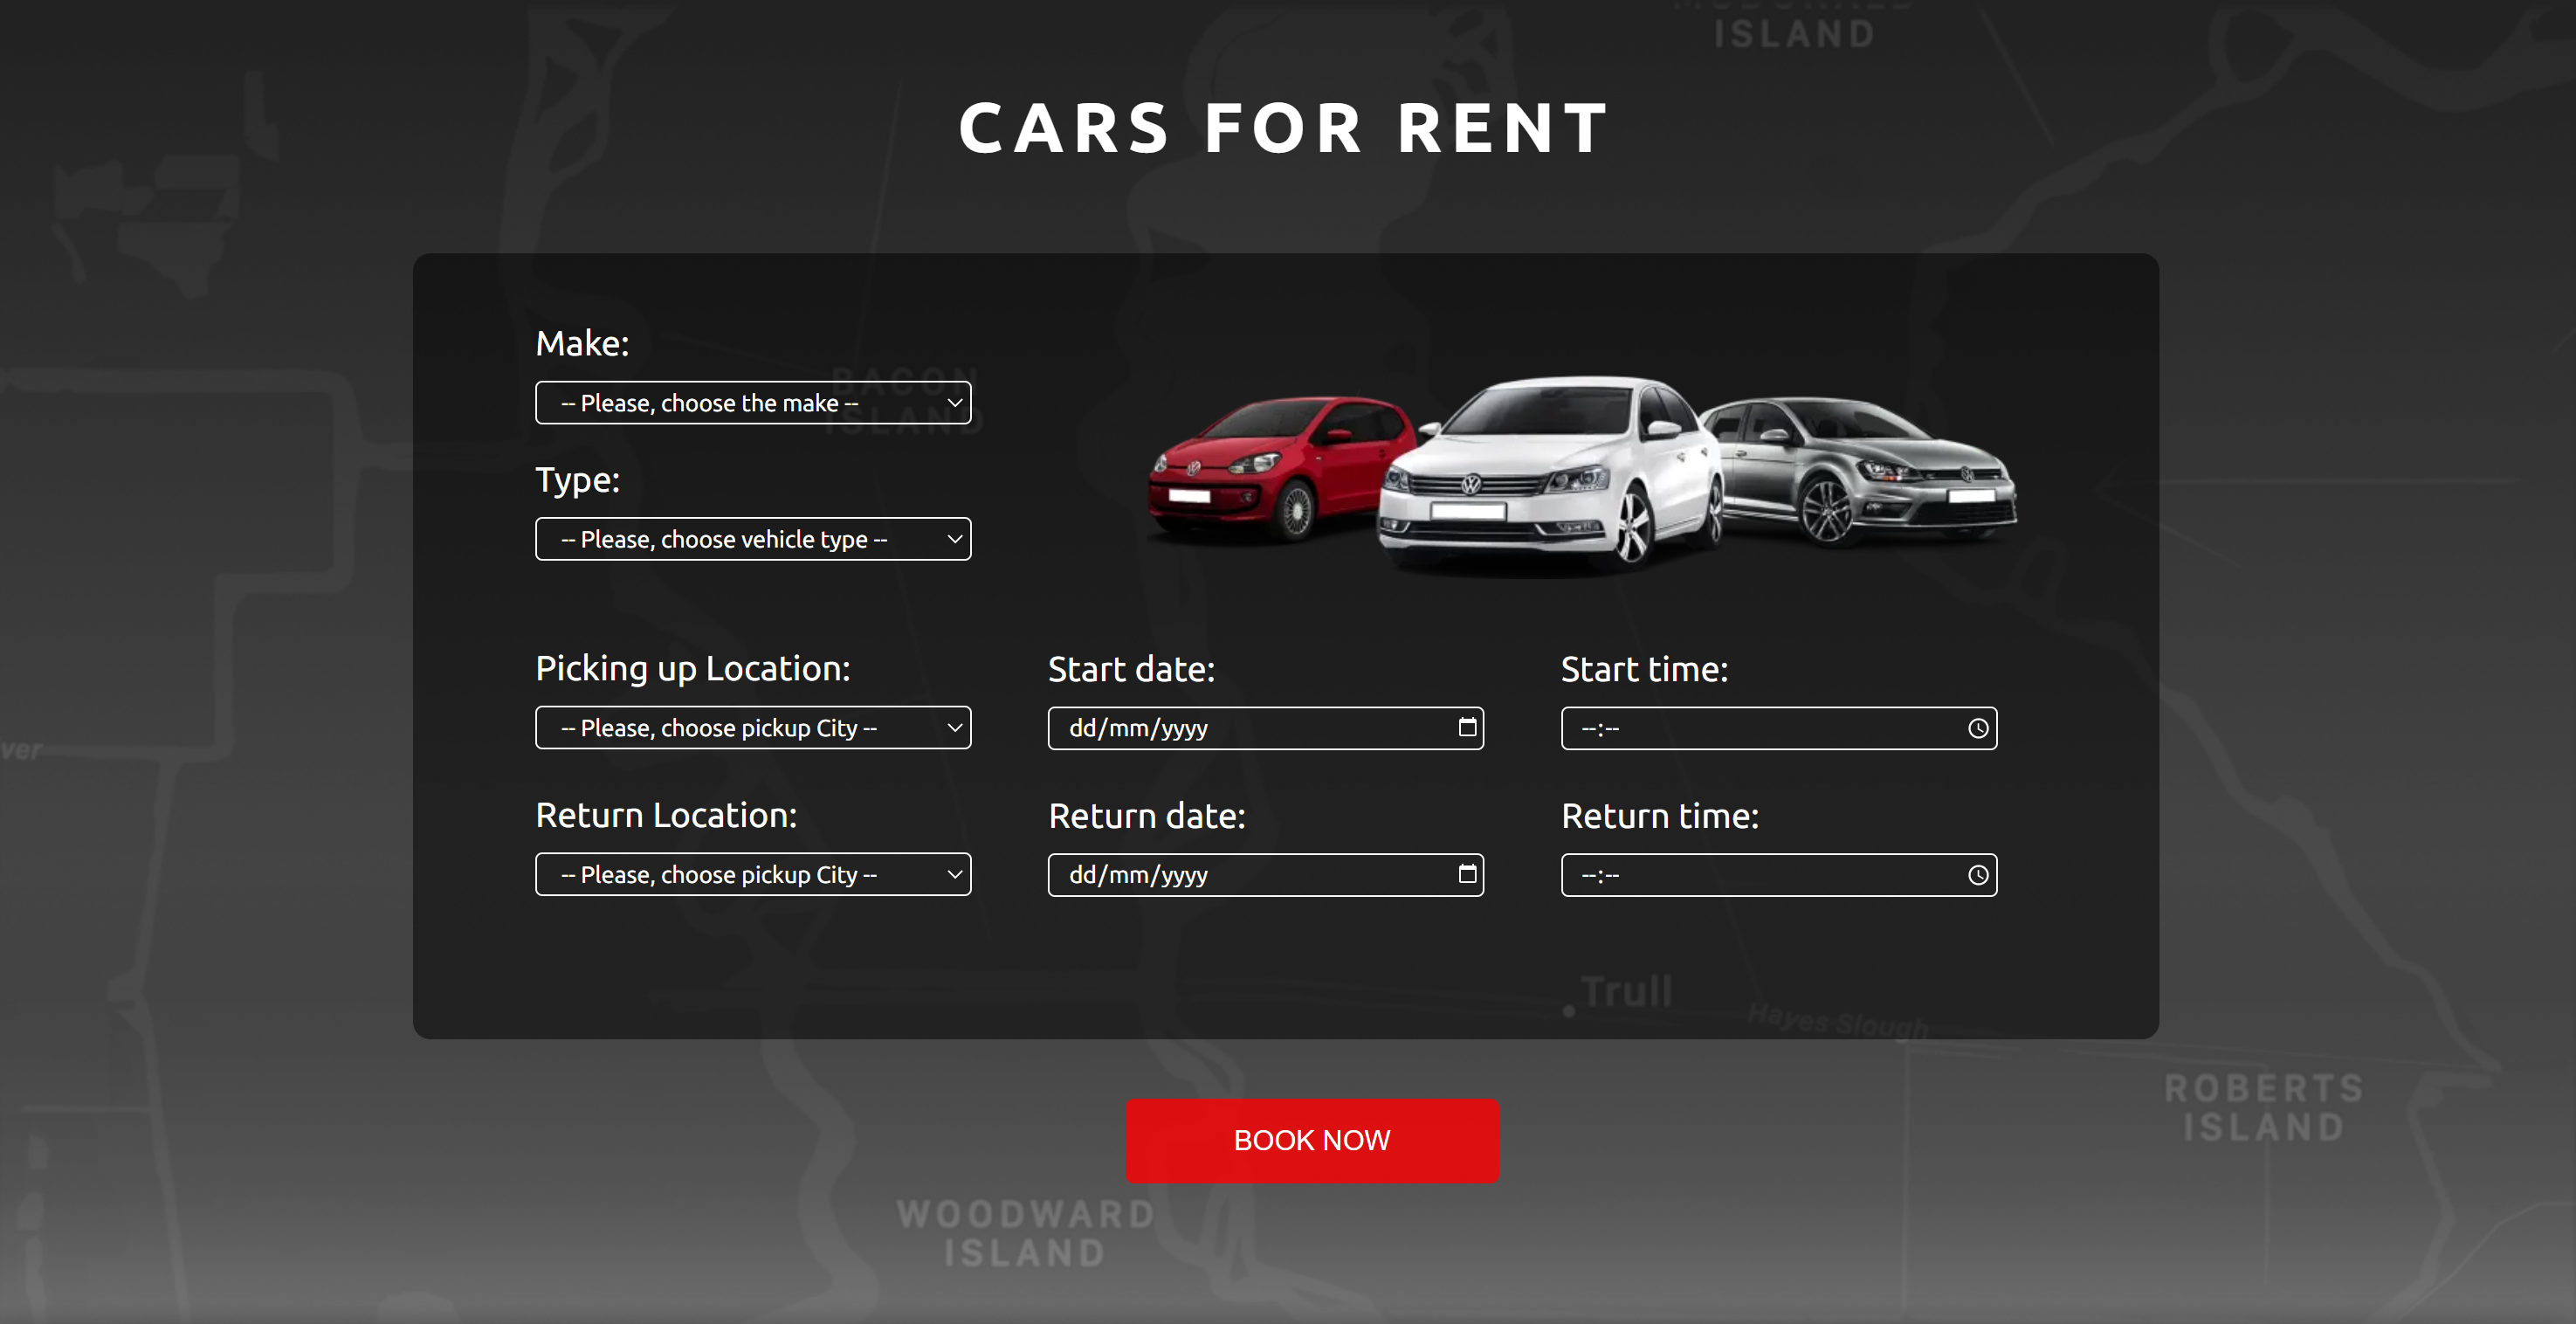 ISLAND
CARS FOR RENT
Make:
BACON
ISLAND
-- Please, choose the make --
Type:
-- Please, choose vehicle type --
Picking up Location:
Start date:
Start time:
-- Please, choose pickup City --
dd/mm/yyyy
--:--
ver
Return Location:
Return date:
Return time:
-- Please, choose pickup City --
dd/mm/yyyy
--:--
Trull
Hayes Slough
ROBERTS
ISLAND
BOOK NOW
WOODWARD
ISLAND